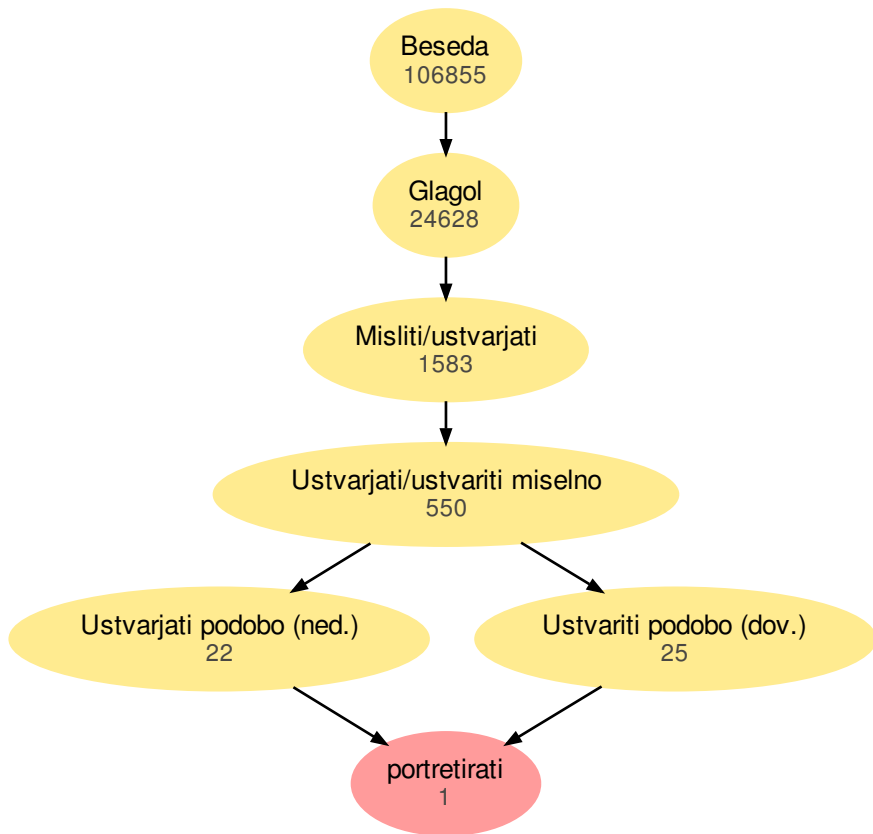 Beseda
106855
Glagol
24628
Misliti/ustvarjati
1583
Ustvarjati/ustvariti miselno
550
Ustvarjati podobo (ned.)
22
Ustvariti podobo (dov.)
25
portretirati
1